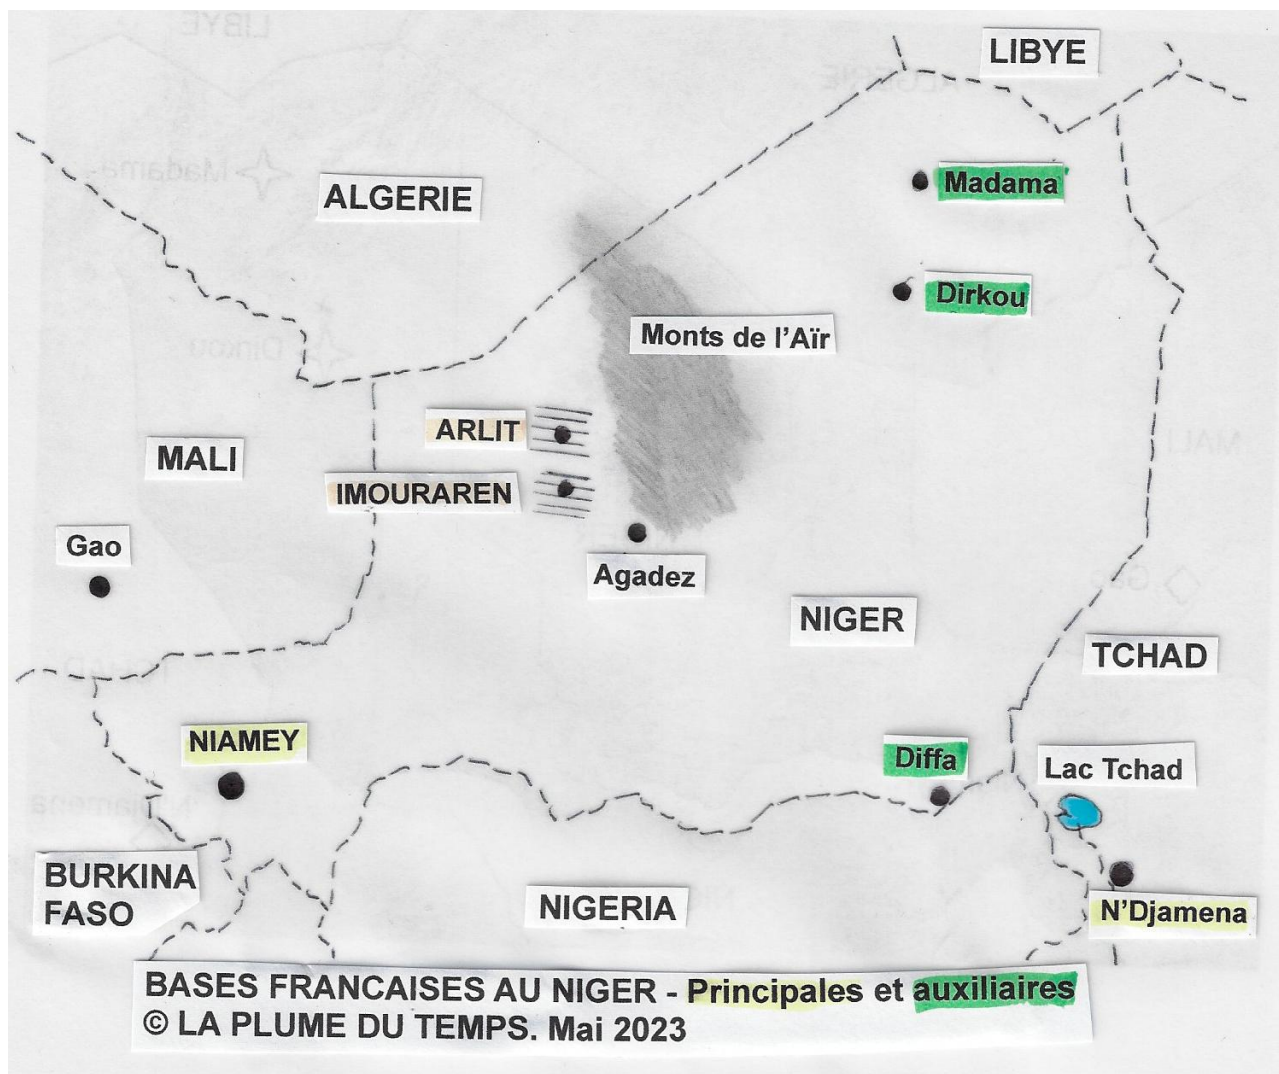 LIBYE
ALGERIE
Madama
Dirkou
Monts de l'Aïr
ARLIT
MALI
IMOURAREN
Gao
Agadez
NIGER
TCHAD
NIAMEY
Diffa
Lac Tchad
BURKINA
FASO
NIGERIA
N'Djamena
BASES FRANCAISES AU NIGER - Principales et auxiliaires
© LA PLUME DU TEMPS. Mai 2023